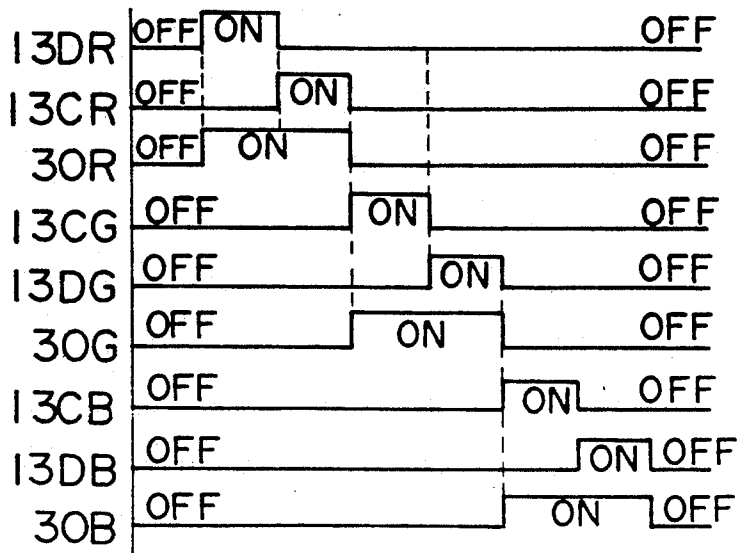 13DR OFF ON OFF
13CR OFF ON OFF
30R OFF ON OFF
13CG OFF ON OFF
13DG OFF ON OFF
30G OFF ON OFF
13CB OFF ON OFF
13DB OFF ON OFF
30B OFF ON OFF